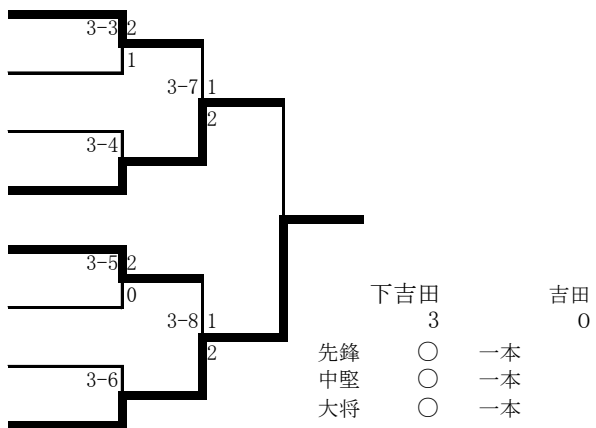 3-3 2
1
3-7 1
2
3-4
3-5 2
0
3-8 1
2
3-6
下吉田 吉田
3 0
先鋒 ○ 一本
中堅 ○ 一本
大将 ○ 一本